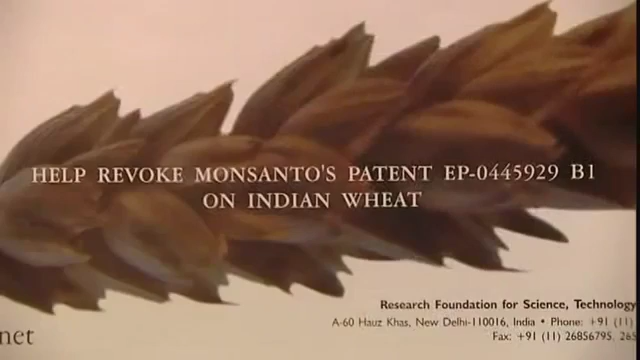 HELP REVOKE MONSANTO'S PATENT EP-0445929 B1
ON INDIAN WHEAT
Research Foundation for Science, Technology
A-60 Hauz Khas, New Delhi-110016, India • Phone: +91 (11)
net
Fax: +91 (11) 26856795, 265